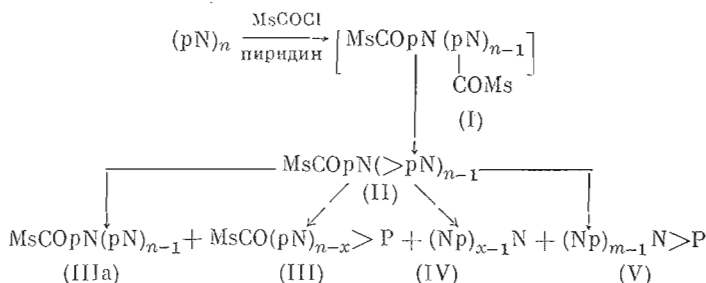 (pN)ₙ MsCOCl пиридин [MsCOpN (pN)ₙ₋₁ COMs]
(I)
MsCOpN(>pN)ₙ₋₁
(II)
MsCOpN(pN)ₙ₋₁ + MsCO(pN)ₙ₋ₓ > P + (Np)ₓ₋₁N + (Np)ₘ₋₁N>P
(IIIa) (III) (IV) (V)